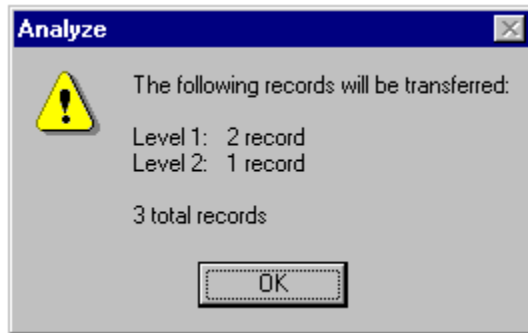 Analyze
The following records will be transferred:
Level 1: 2 record
Level 2: 1 record
3 total records
OK